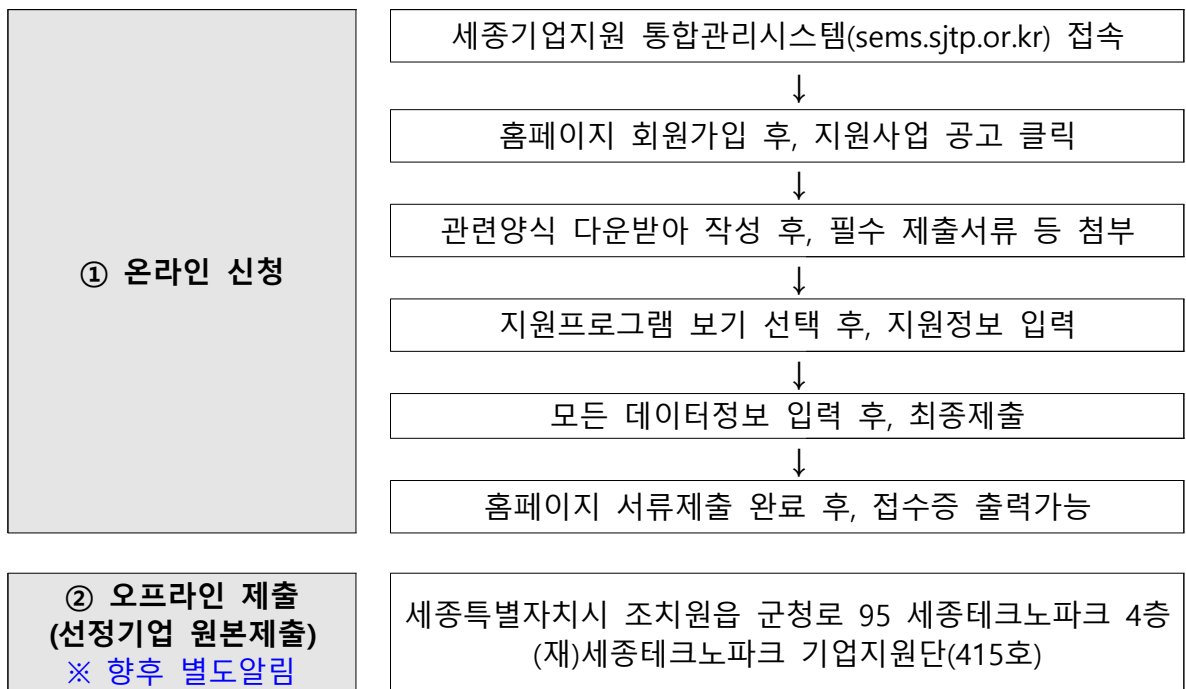 ① 온라인 신청
세종기업지원 통합관리시스템(sems.sjtp.or.kr) 접속
↓
홈페이지 회원가입 후, 지원사업 공고 클릭
↓
관련양식 다운받아 작성 후, 필수 제출서류 등 첨부
↓
지원프로그램 보기 선택 후, 지원정보 입력
↓
모든 데이터정보 입력 후, 최종제출
↓
홈페이지 서류제출 완료 후, 접수증 출력가능
② 오프라인 제출
(선정기업 원본제출)
※ 향후 별도알림
세종특별자치시 조치원읍 군청로 95 세종테크노파크 4층
(재)세종테크노파크 기업지원단(415호)